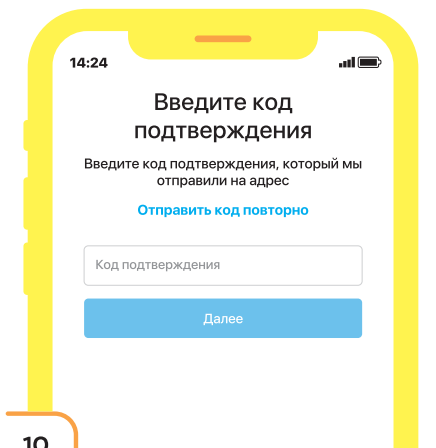 14:24
Введите код
подтверждения
Введите код подтверждения, который мы
отправили на адрес
Отправить код повторно
Код подтверждения
Далее
10